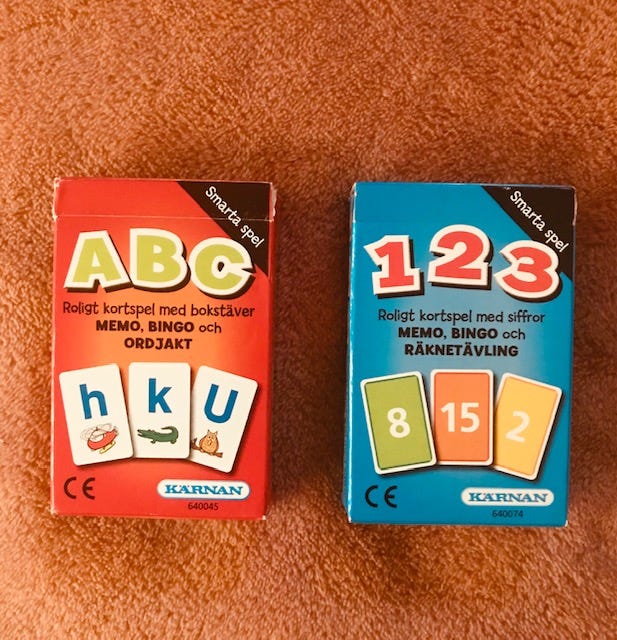 Smarta spel
ABC
Roligt kortspel med bokstäver
MEMO, BINGO och
ORDJAKT
h k U
CE
KÄRNAN
640045
Smarta spel
123
Roligt kortspel med siffror
MEMO, BINGO och
RÄKNETÄVLING
8 15 2
CE
KÄRNAN
640074